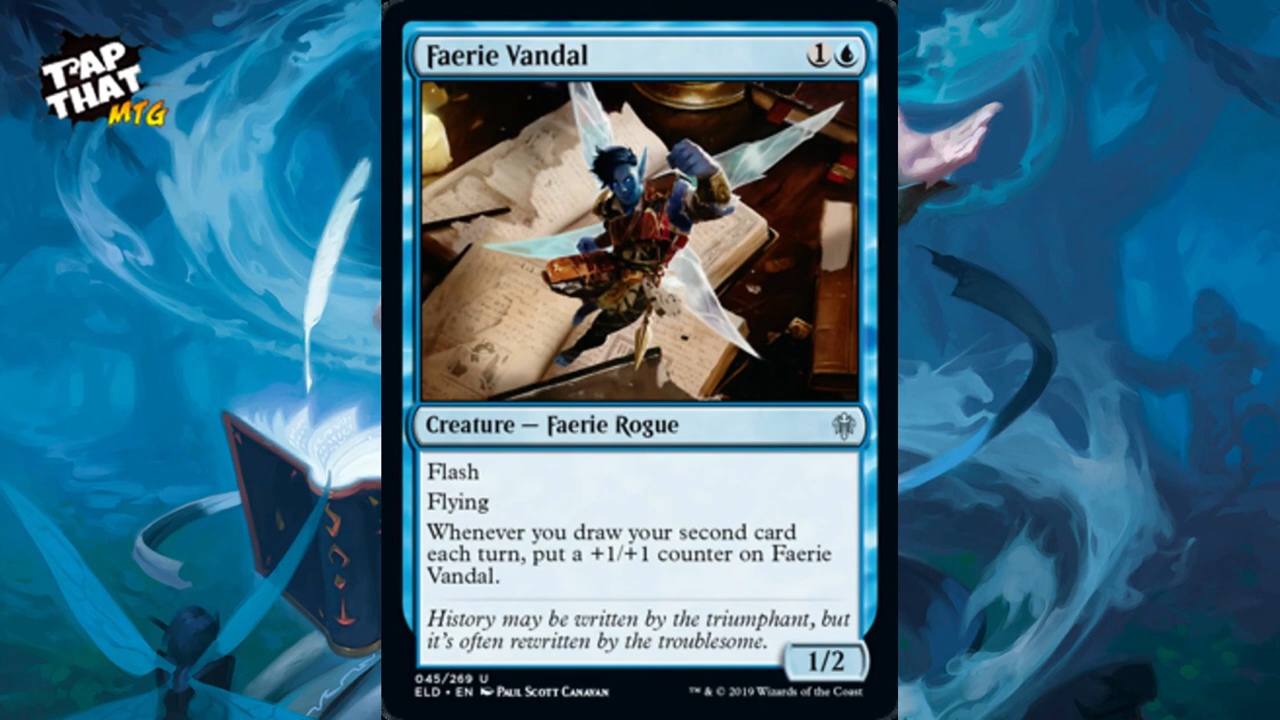 TAP
THAT
MTG
Faerie Vandal 1
Creature — Faerie Rogue
Flash
Flying
Whenever you draw your second card
each turn, put a +1/+1 counter on Faerie
Vandal.
History may be written by the triumphant, but
it's often rewritten by the troublesome.
1/2
045/269 U
ELD • EN Paul Scott Canavan
™ & © 2019 Wizards of the Coast